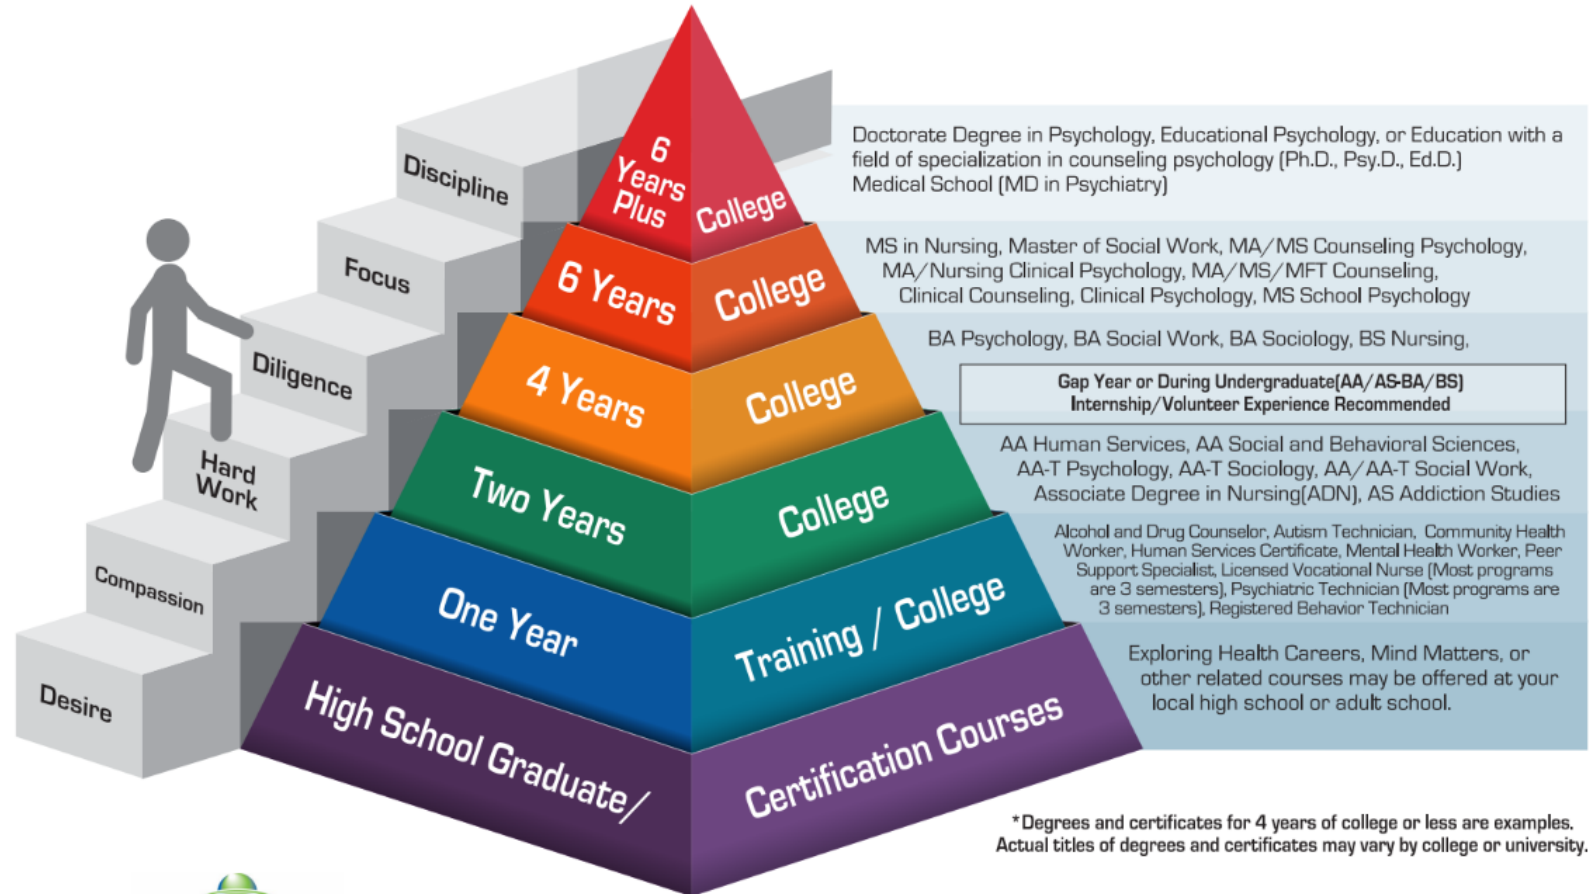 Discipline
Focus
Diligence
Hard
Work
Compassion
Desire
6
Years
Plus
College
6 Years
College
4 Years
College
Two Years
College
One Year
Training / College
High School Graduate/
Certification Courses
Doctorate Degree in Psychology, Educational Psychology, or Education with a
field of specialization in counseling psychology (Ph.D., Psy.D., Ed.D.)
Medical School (MD in Psychiatry)
MS in Nursing, Master of Social Work, MA/MS Counseling Psychology,
MA/Nursing Clinical Psychology, MA/MS/MFT Counseling,
Clinical Counseling, Clinical Psychology, MS School Psychology
BA Psychology, BA Social Work, BA Sociology, BS Nursing,
Gap Year or During Undergraduate(AA/AS-BA/BS)
Internship/Volunteer Experience Recommended
AA Human Services, AA Social and Behavioral Sciences,
AA-T Psychology, AA-T Sociology, AA/AA-T Social Work,
Associate Degree in Nursing(ADN), AS Addiction Studies
Alcohol and Drug Counselor, Autism Technician, Community Health
Worker, Human Services Certificate, Mental Health Worker, Peer
Support Specialist, Licensed Vocational Nurse (Most programs
are 3 semesters), Psychiatric Technician (Most programs are
3 semesters), Registered Behavior Technician
Exploring Health Careers, Mind Matters, or
other related courses may be offered at your
local high school or adult school.
*Degrees and certificates for 4 years of college or less are examples.
Actual titles of degrees and certificates may vary by college or university.